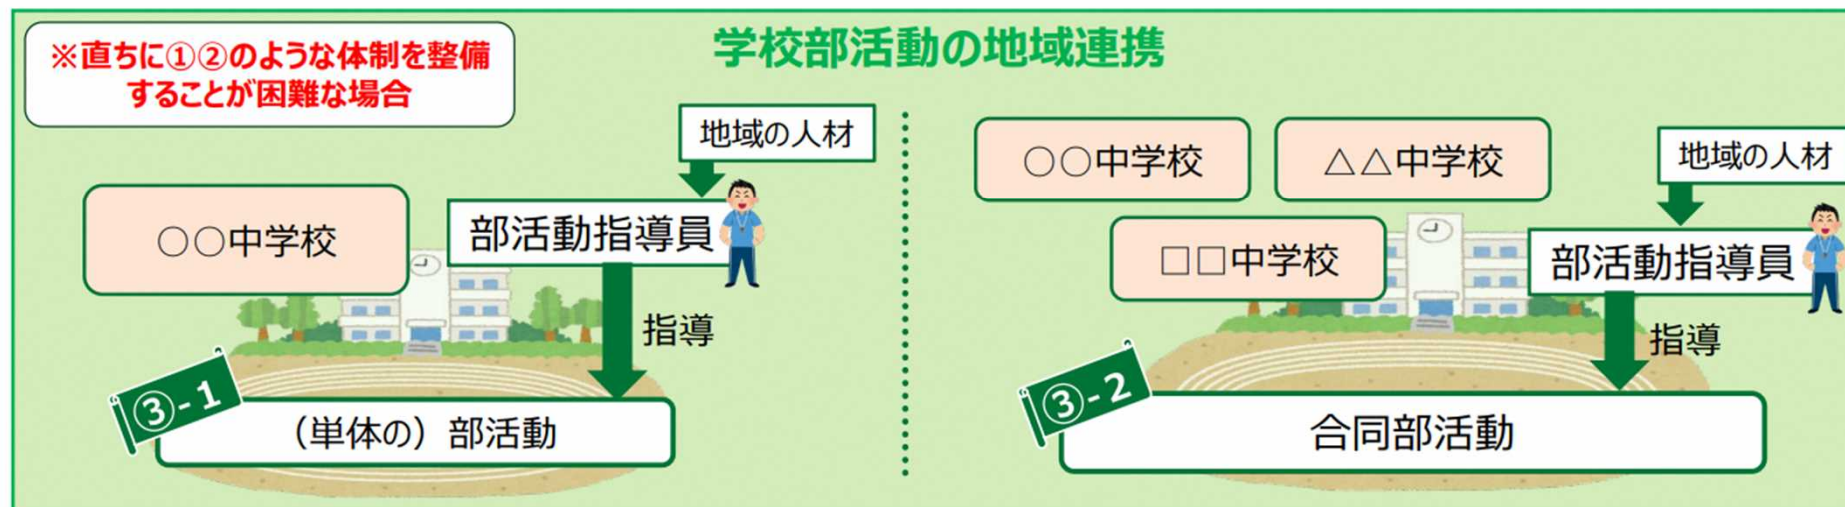 ※直ちに①②のような体制を整備
することが困難な場合
学校部活動の地域連携
地域の人材
○○中学校
部活動指導員
指導
③-1
（単体の）部活動
○○中学校
△△中学校
地域の人材
□□中学校
部活動指導員
指導
③-2
合同部活動